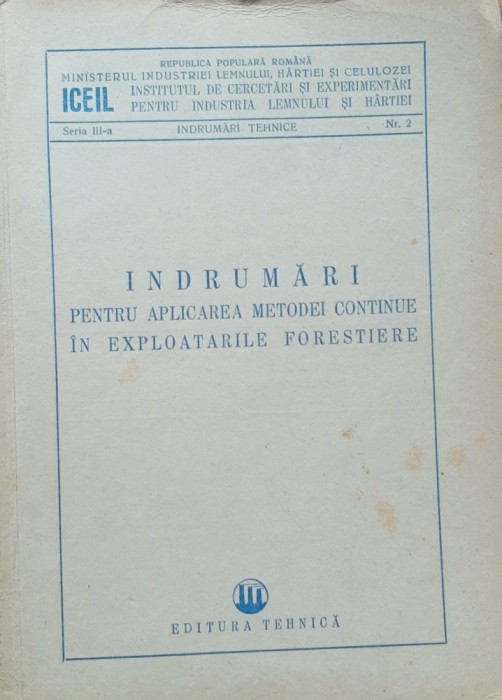 REPUBLICA POPULARĂ ROMÂNĂ
MINISTERUL INDUSTRIEI LEMNULUI, HÂRTIEI ȘI CELULOZEI
ICEIL INSTITUTUL DE CERCETĂRI ȘI EXPERIMENTĂRI
PENTRU INDUSTRIA LEMNULUI ȘI HÂRTIEI
Seria III-a INDRUMĂRI TEHNICE Nr. 2
INDRUMĂRI
PENTRU APLICAREA METODEI CONTINUE
ÎN EXPLOATARILE FORESTIERE
EDITURA TEHNICĂ